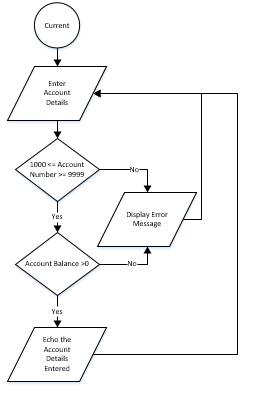 Current
Enter
Account
Details
1000 <= Account
Number >= 9999
No
Yes
Display Error
Message
Account Balance >0
No
Yes
Echo the
Account
Details
Entered